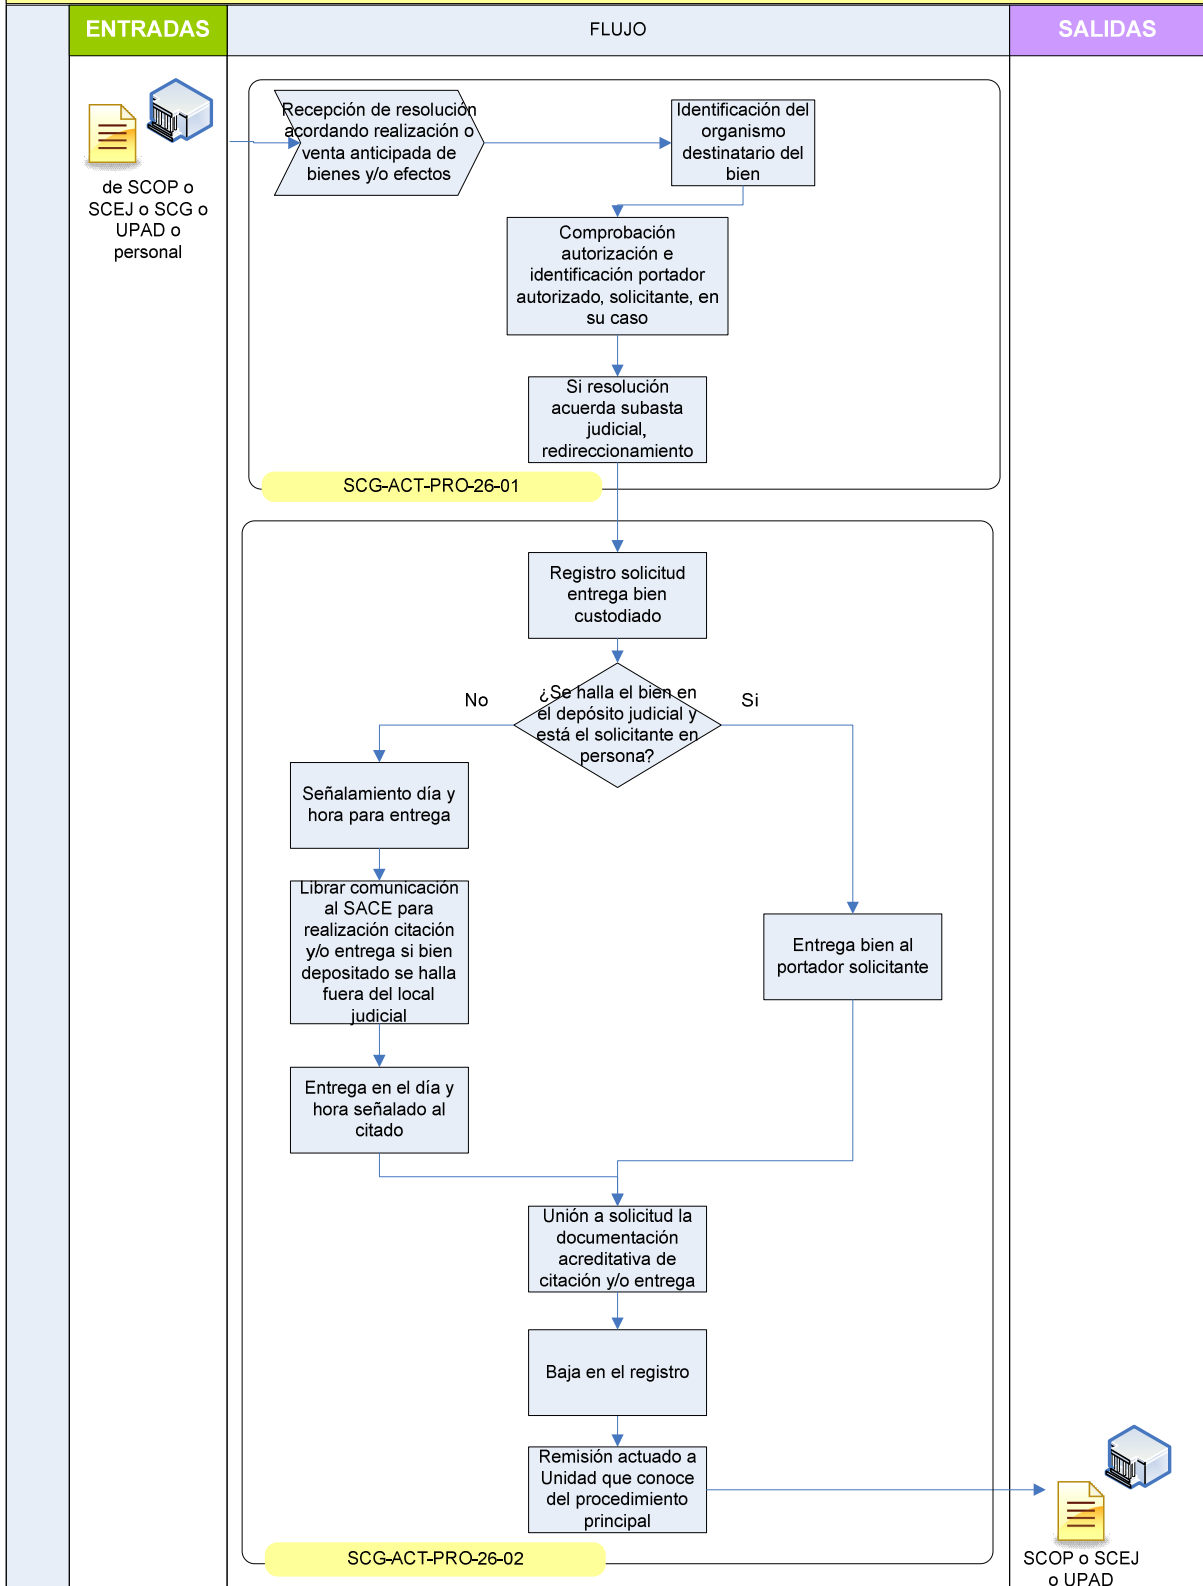 ENTRADAS
FLUJO
SALIDAS
de SCOP o
SCEJ o SCG o
UPAD o
personal
Recepción de resolución
acordando realización o
venta anticipada de
bienes y/o efectos
Identificación del
organismo
destinatario del
bien
Comprobación
autorización e
identificación portador
autorizado, solicitante, en
su caso
Si resolución
acuerda subasta
judicial,
redireccionamiento
SCG-ACT-PRO-26-01
Registro solicitud
entrega bien
custodiado
¿Se halla el bien en
el depósito judicial y
está el solicitante en
persona?
No
Si
Señalamiento día y
hora para entrega
Librar comunicación
al SACE para
realización citación
y/o entrega si bien
depositado se halla
fuera del local
judicial
Entrega bien al
portador solicitante
Entrega en el día y
hora señalado al
citado
Unión a solicitud la
documentación
acreditativa de
citación y/o entrega
Baja en el registro
Remisión actuado a
Unidad que conoce
del procedimiento
principal
SCG-ACT-PRO-26-02
SCOP o SCEJ
o UPAD